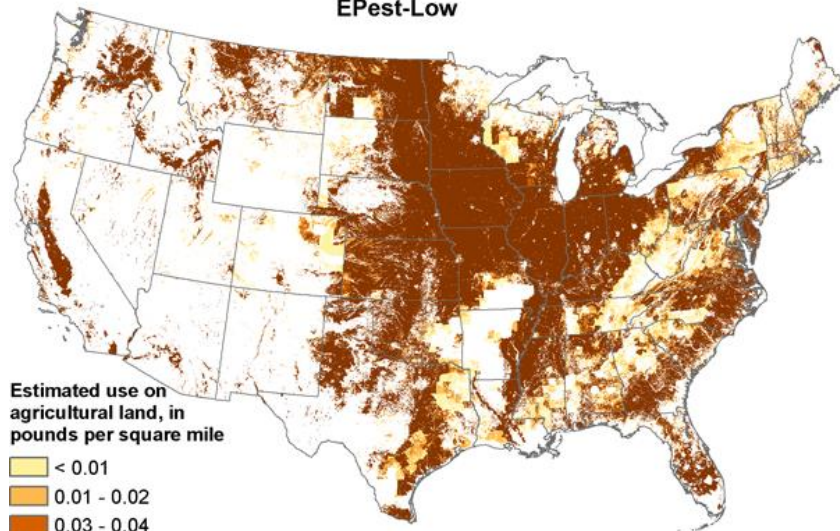 EPest-Low
Estimated use on
agricultural land, in
pounds per square mile
< 0.01
0.01 - 0.02
0.03 - 0.04